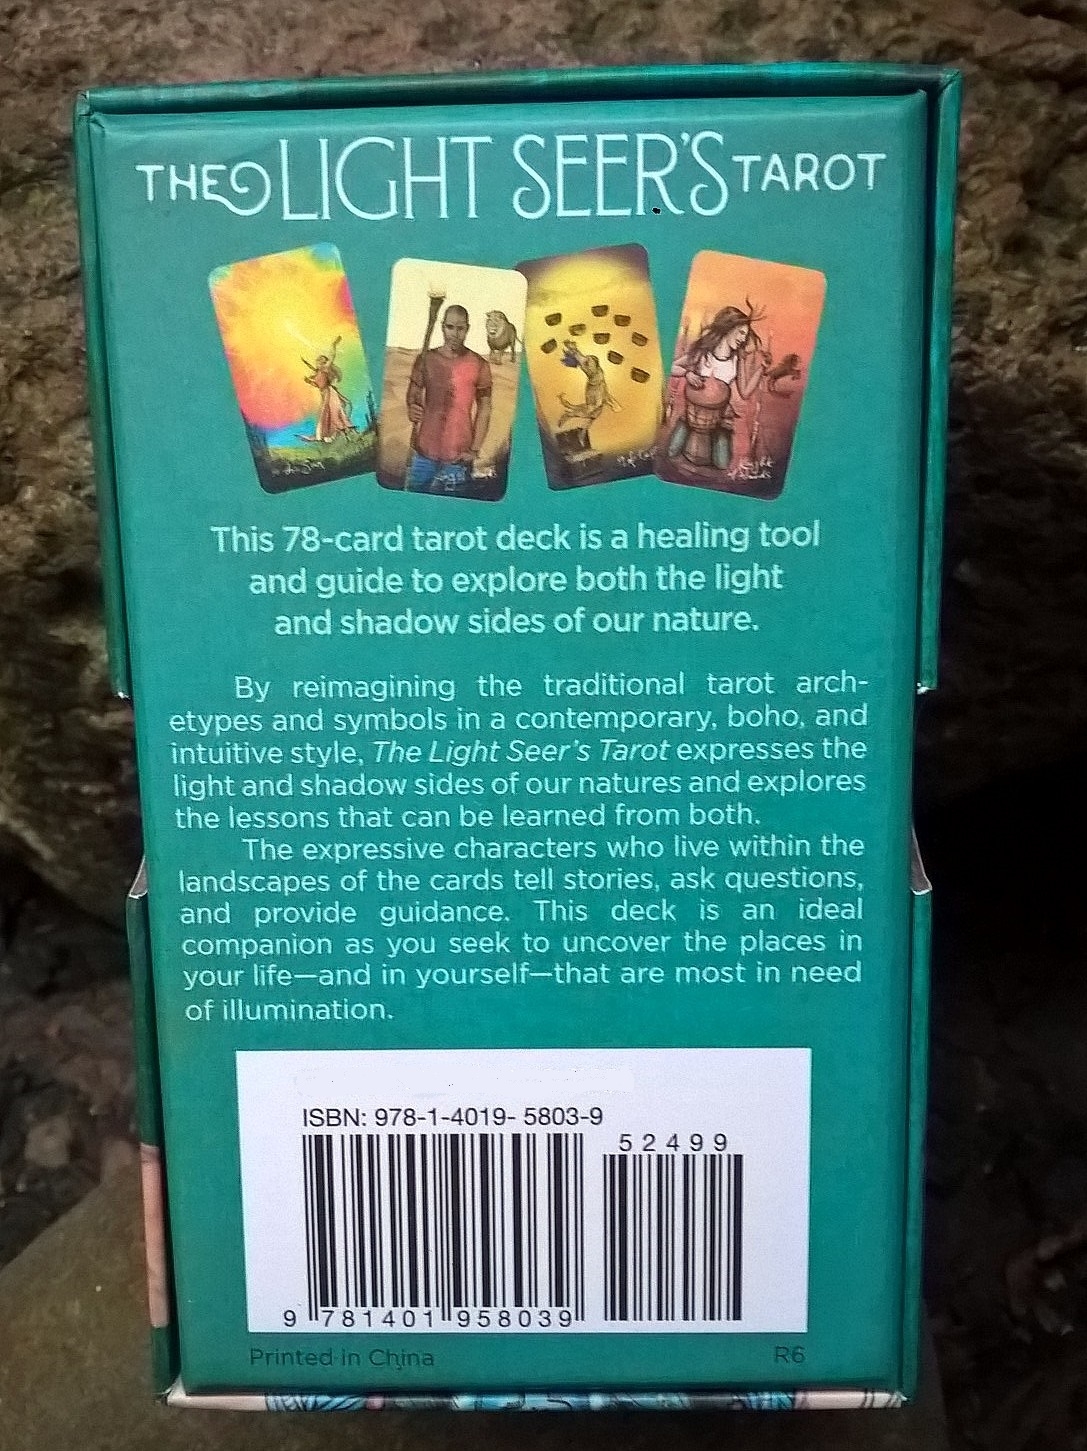 THE LIGHT SEER'S TAROT
This 78-card tarot deck is a healing tool
and guide to explore both the light
and shadow sides of our nature.
By reimagining the traditional tarot arch-
etypes and symbols in a contemporary, boho, and
intuitive style, The Light Seer's Tarot expresses the
light and shadow sides of our natures and explores
the lessons that can be learned from both.
The expressive characters who live within the
landscapes of the cards tell stories, ask questions,
and provide guidance. This deck is an ideal
companion as you seek to uncover the places in
your life—and in yourself—that are most in need
of illumination.
ISBN: 978-1-4019- 5803-9
52499
9 781401 958039
Printed in China
R6